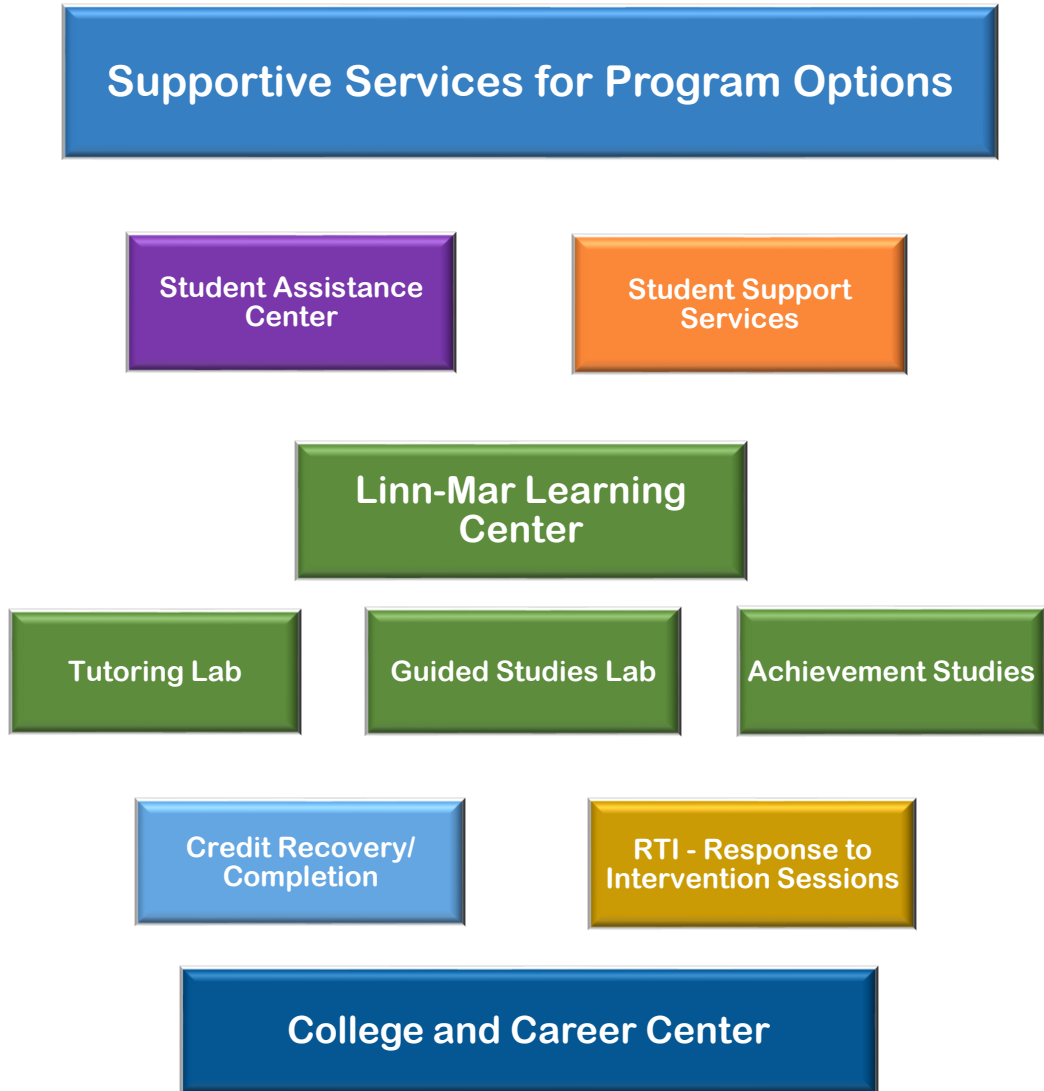 Supportive Services for Program Options
Student Assistance
Center
Student Support
Services
Linn-Mar Learning
Center
Tutoring Lab
Guided Studies Lab
Achievement Studies
Credit Recovery/
Completion
RTI - Response to
Intervention Sessions
College and Career Center